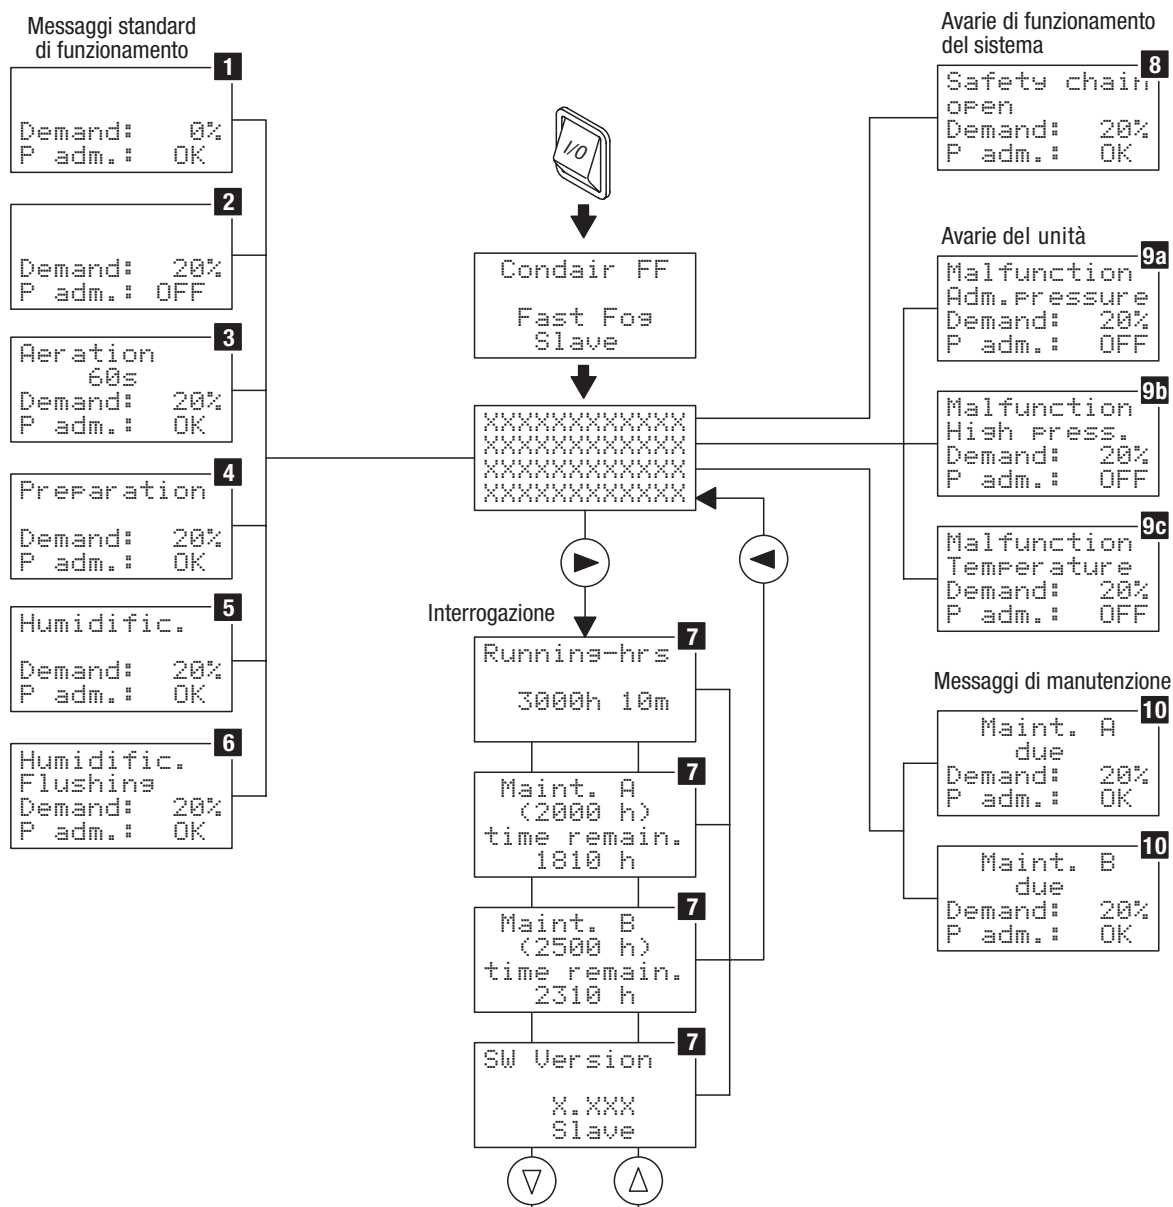 Messaggi standard
di funzionamento
1
Demand: 0%
P adm.: OK
2
Demand: 20%
P adm.: OFF
3
Aeration
60s
Demand: 20%
P adm.: OK
4
Preparation
Demand: 20%
P adm.: OK
5
Humidific.
Demand: 20%
P adm.: OK
6
Humidific.
Flushing
Demand: 20%
P adm.: OK
I/O
Condair FF
Fast Fog
Slave
XXXXXXXXXXXX
XXXXXXXXXXXX
XXXXXXXXXXXX
XXXXXXXXXXXX
Interrogazione
7
Running-hrs
3000h 10m
7
Maint. A
(2000 h)
time remain.
1810 h
7
Maint. B
(2500 h)
time remain.
2310 h
7
SW Version
X.XXX
Slave
Avarie di funzionamento
del sistema
8
Safety chain
open
Demand: 20%
P adm.: OK
Avarie del unità
9a
Malfunction
Adm.pressure
Demand: 20%
P adm.: OFF
9b
Malfunction
High press.
Demand: 20%
P adm.: OFF
9c
Malfunction
Temperature
Demand: 20%
P adm.: OFF
Messaggi di manutenzione
10
Maint. A
due
Demand: 20%
P adm.: OK
10
Maint. B
due
Demand: 20%
P adm.: OK